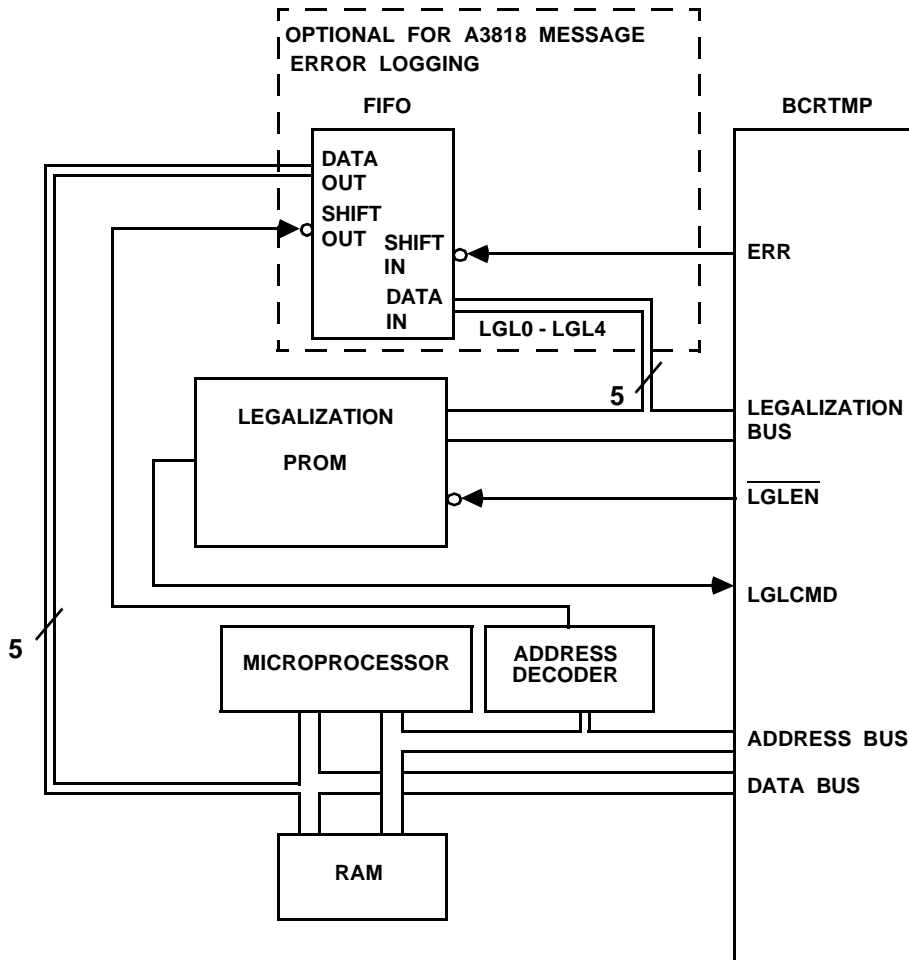 OPTIONAL FOR A3818 MESSAGE
ERROR LOGGING
FIFO
BCRTMP
DATA
OUT
SHIFT
OUT
SHIFT
IN
ERR
DATA
IN
LGL0 - LGL4
5
LEGALIZATION
BUS
LEGALIZATION
PROM
LGLEN
LGLCMD
5
MICROPROCESSOR
ADDRESS
DECODER
ADDRESS BUS
DATA BUS
RAM